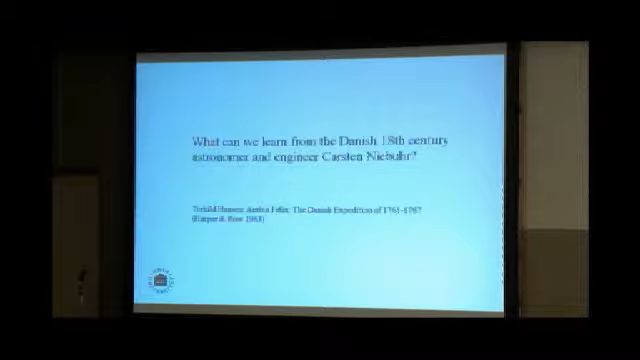 What can we learn from the Danish 18th century
astronomer and engineer Carsten Niebuhr?
Torkild Hansen: Arabia Felix: The Danish Expedition of 1761-1767
(Harper & Row 1964)